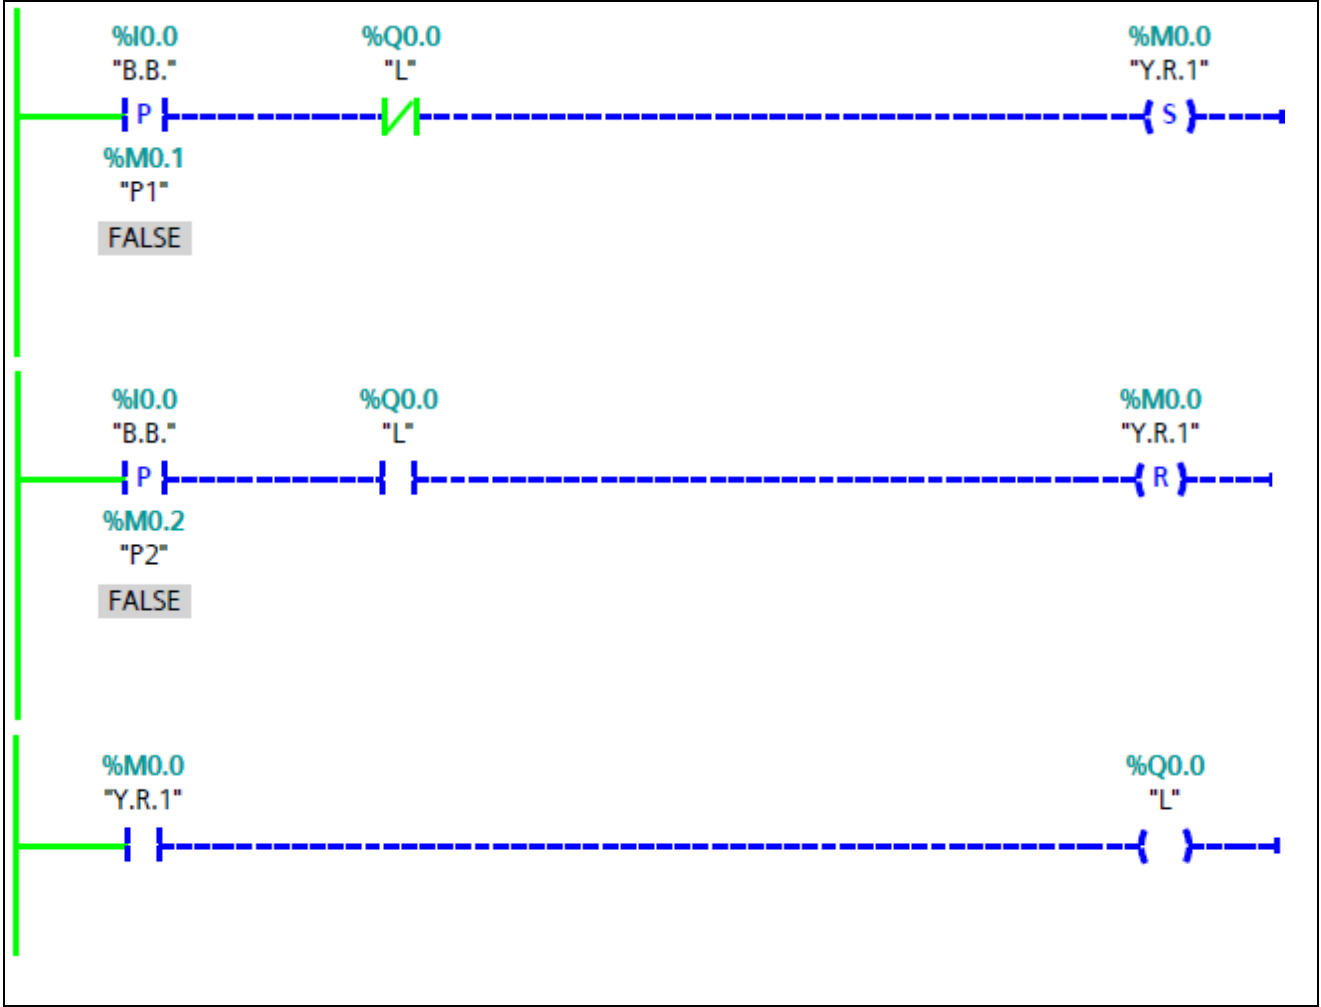 %I0.0 %Q0.0 %M0.0
"B.B." "L" "Y.R.1"
P S
%M0.1
"P1"
FALSE
%I0.0 %Q0.0 %M0.0
"B.B." "L" "Y.R.1"
P R
%M0.2
"P2"
FALSE
%M0.0 %Q0.0
"Y.R.1" "L"